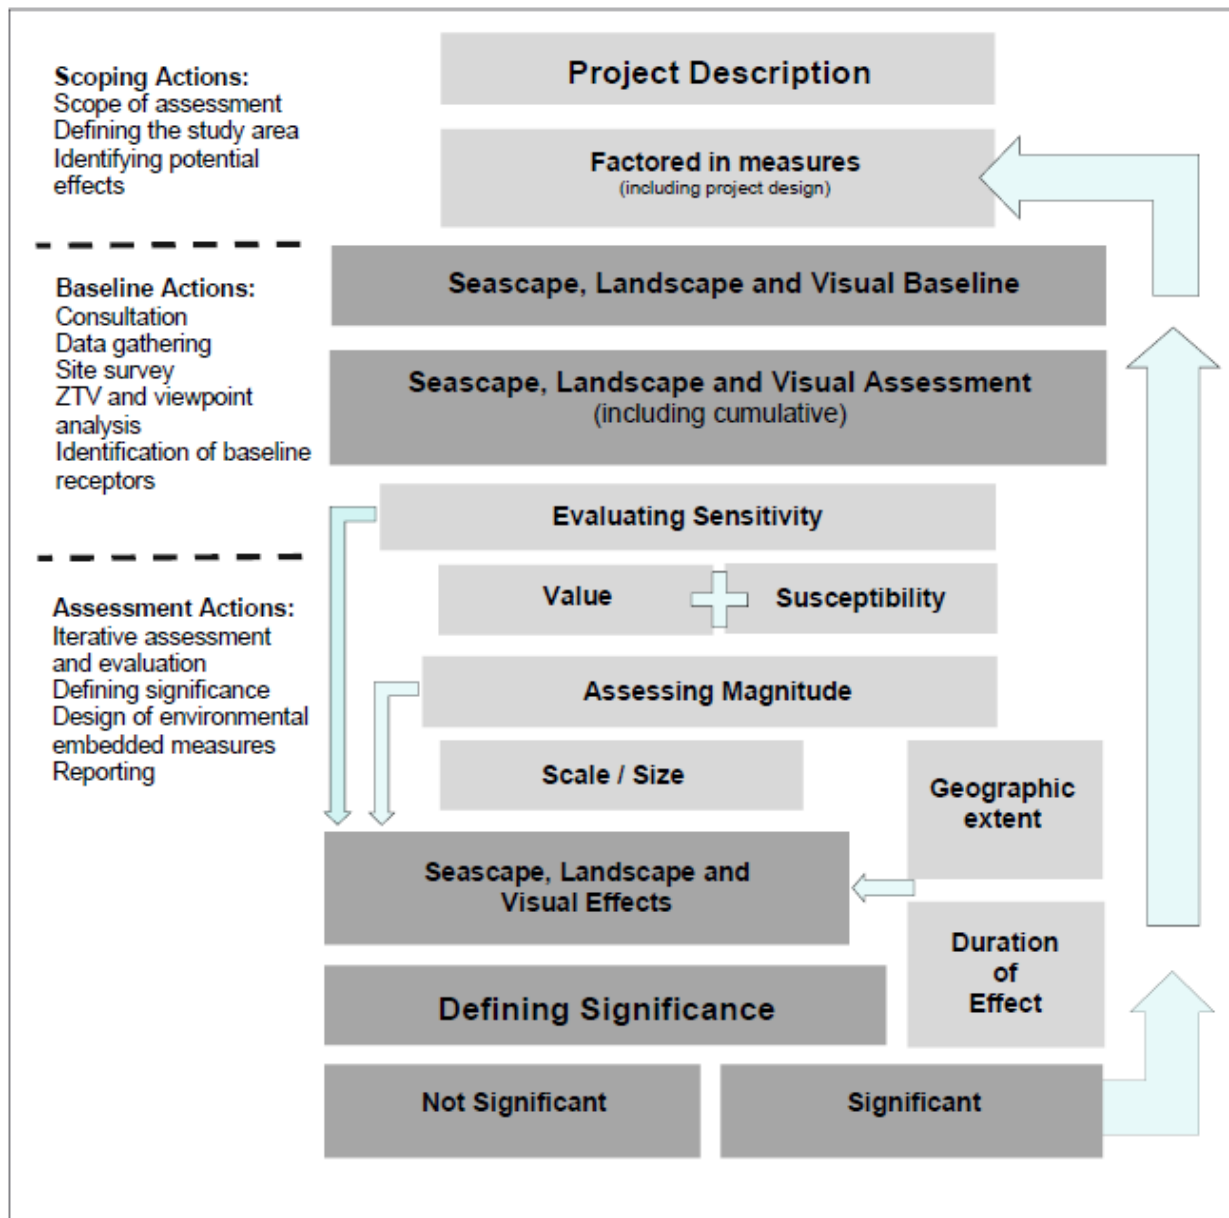 Scoping Actions:
Scope of assessment
Defining the study area
Identifying potential
effects
Baseline Actions:
Consultation
Data gathering
Site survey
ZTV and viewpoint
analysis
Identification of baseline
receptors
Assessment Actions:
Iterative assessment
and evaluation
Defining significance
Design of environmental
embedded measures
Reporting
Project Description
Factored in measures
(including project design)
Seascape, Landscape and Visual Baseline
Seascape, Landscape and Visual Assessment
(including cumulative)
Evaluating Sensitivity
Value
Susceptibility
Assessing Magnitude
Scale / Size
Geographic
extent
Seascape, Landscape and
Visual Effects
Duration
of
Effect
Defining Significance
Not Significant
Significant